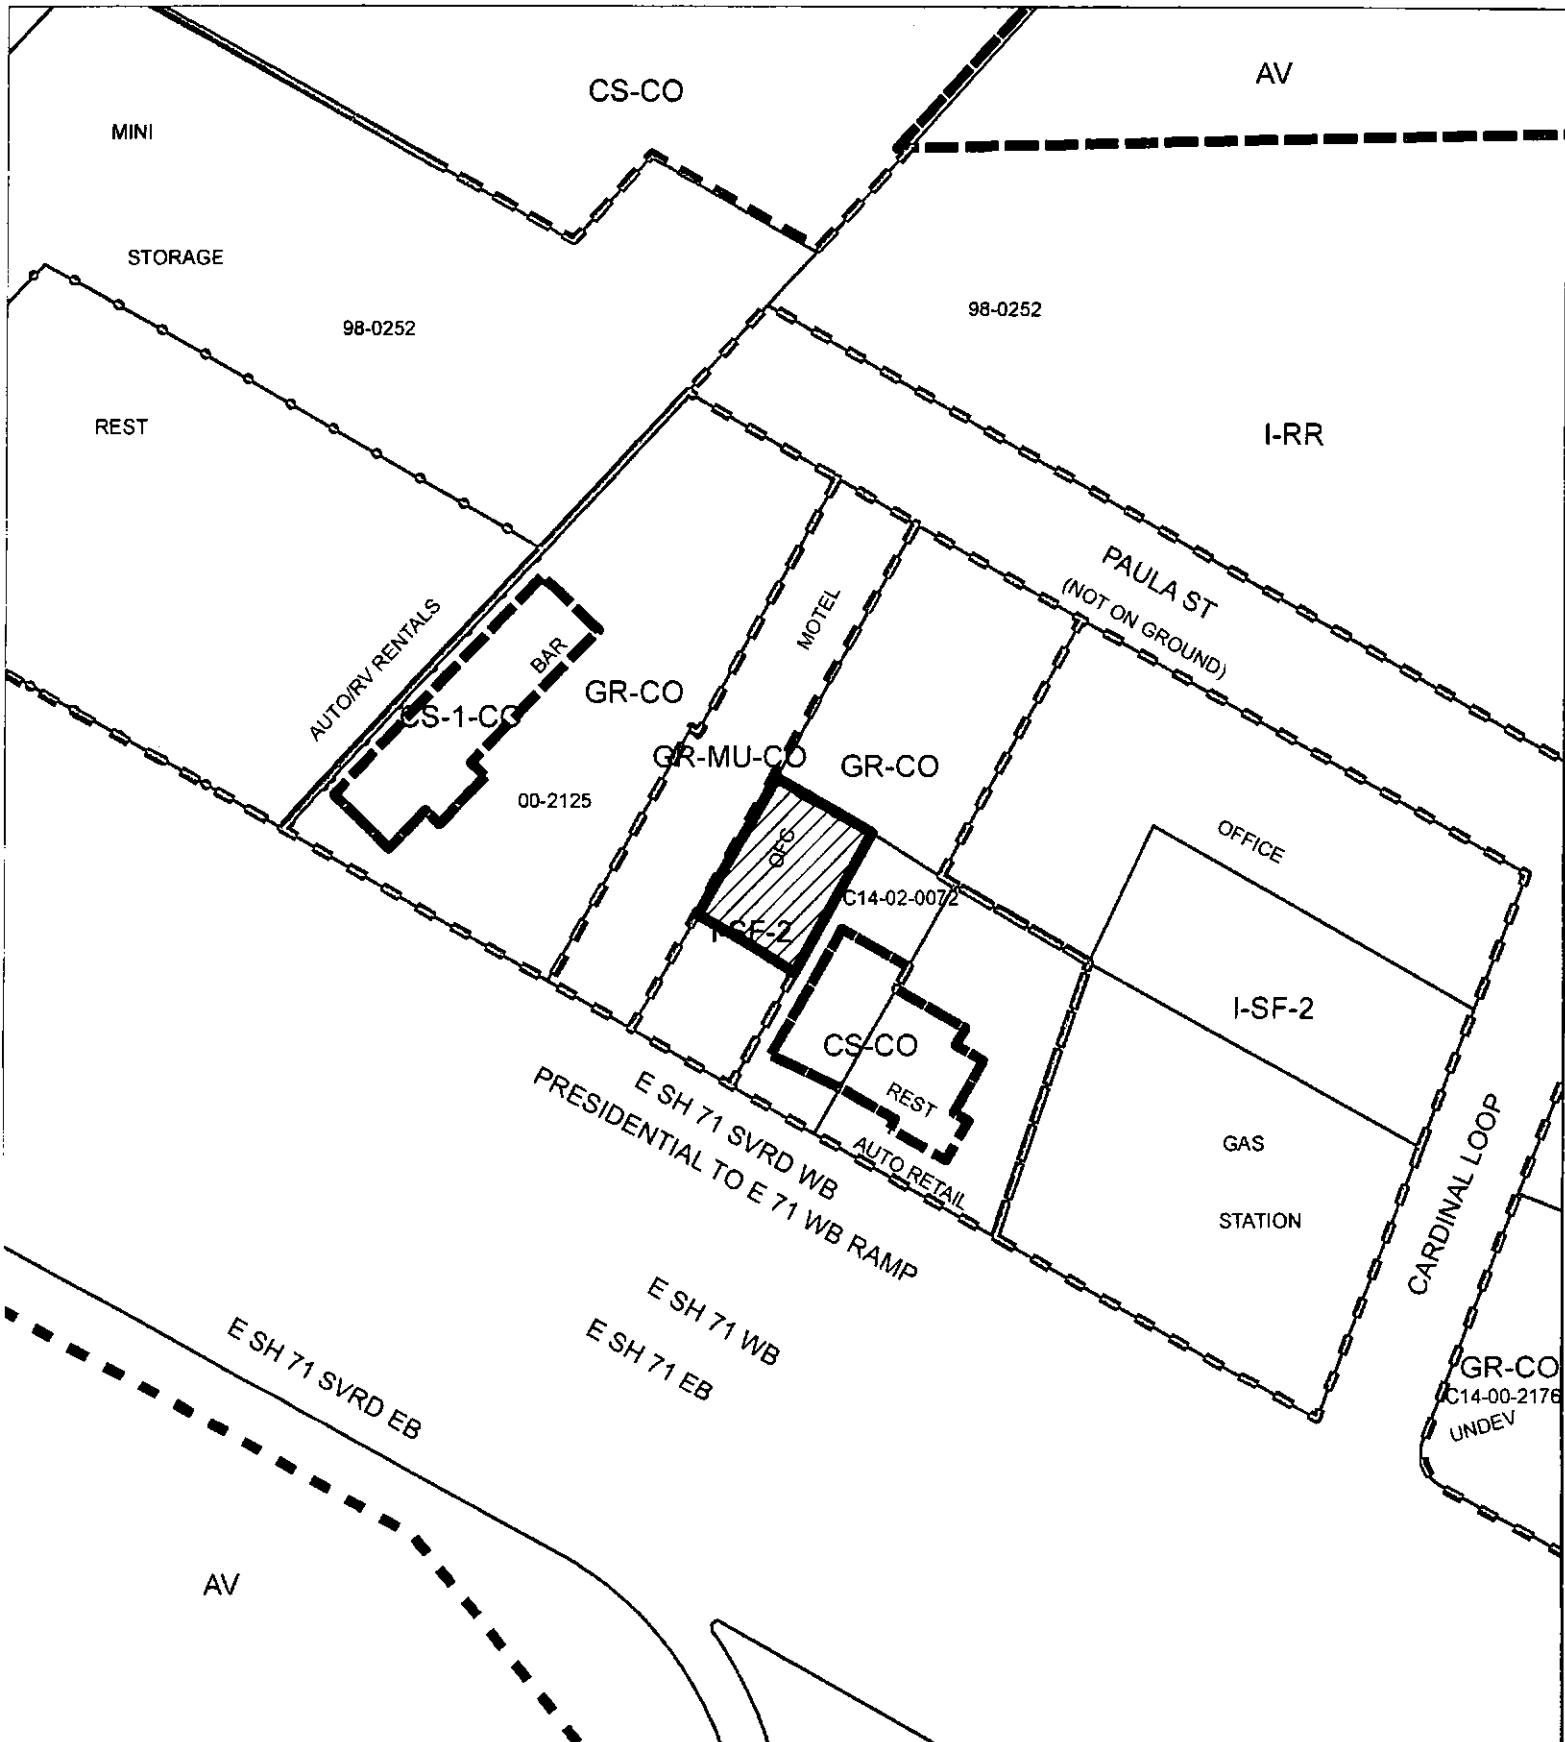 AV
CS-CO
MINI
STORAGE
98-0252
98-0252
REST
I-RR
PAULA ST
(NOT ON GROUND)
MOTEL
AUTO/RV RENTALS
BAR
GR-CO
CS-1-CO
GR-MU-CO
GR-CO
00-2125
OFFICE
OFC
C14-02-0072
I-SF-2
I-SF-2
CS-CO
REST
E SH 71 SVRD WB
PRESIDENTIAL TO E 71 WB RAMP
AUTO RETAIL
GAS
STATION
CARDINAL LOOP
E SH 71 WB
E SH 71 EB
E SH 71 SVRD EB
GR-CO
C14-00-2176
UNDEV
AV